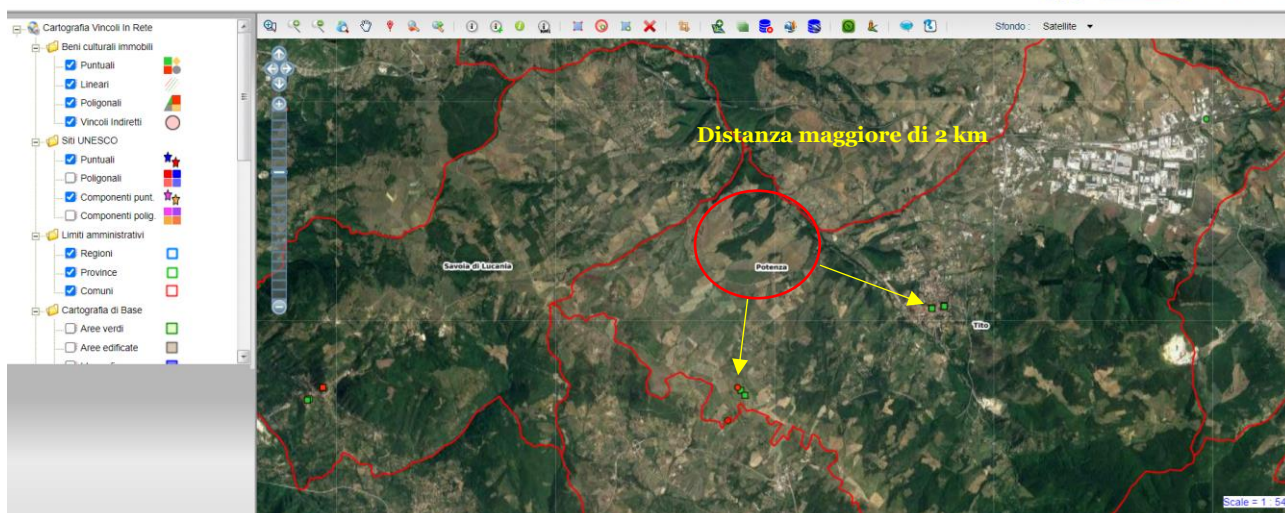 Cartografia Vincoli In Rete
Beni culturali immobili
Puntuali
Lineari
Poligonali
Vincoli Indiretti
Siti UNESCO
Puntuali
Poligonali
Componenti punt.
Componenti polig.
Limiti amministrativi
Regioni
Province
Comuni
Cartografia di Base
Aree verdi
Aree edificate
Sfondo : Satellite
Distanza maggiore di 2 km
Savoia di Lucania
Potenza
Tito
Scale = 1 : 54